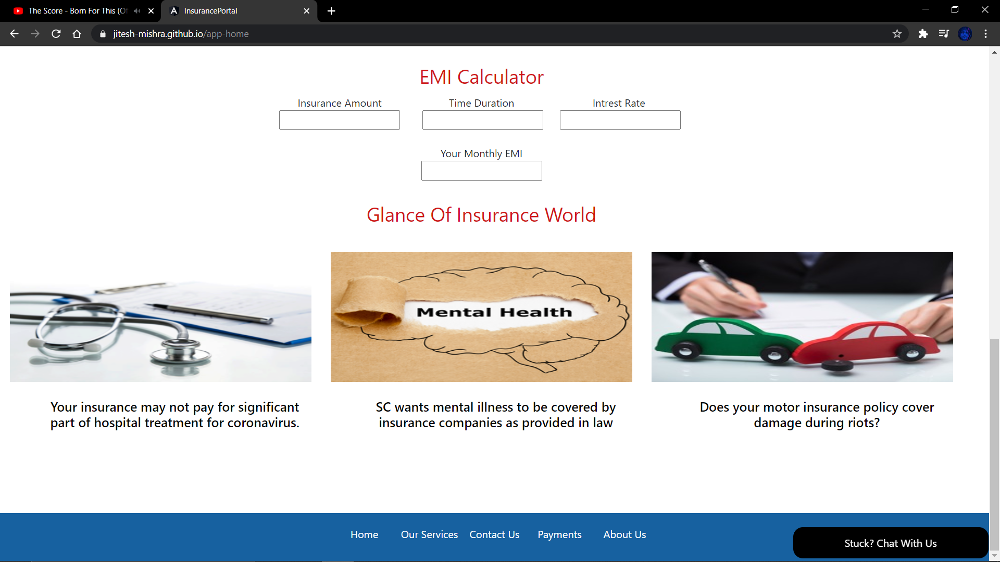 The Score - Born For This (Of
InsurancePortal
jitesh-mishra.github.io/app-home
EMI Calculator
Insurance Amount
Time Duration
Intrest Rate
Your Monthly EMI
Glance Of Insurance World
Mental Health
Your insurance may not pay for significant
part of hospital treatment for coronavirus.
SC wants mental illness to be covered by
insurance companies as provided in law
Does your motor insurance policy cover
damage during riots?
Home
Our Services
Contact Us
Payments
About Us
Stuck? Chat With Us